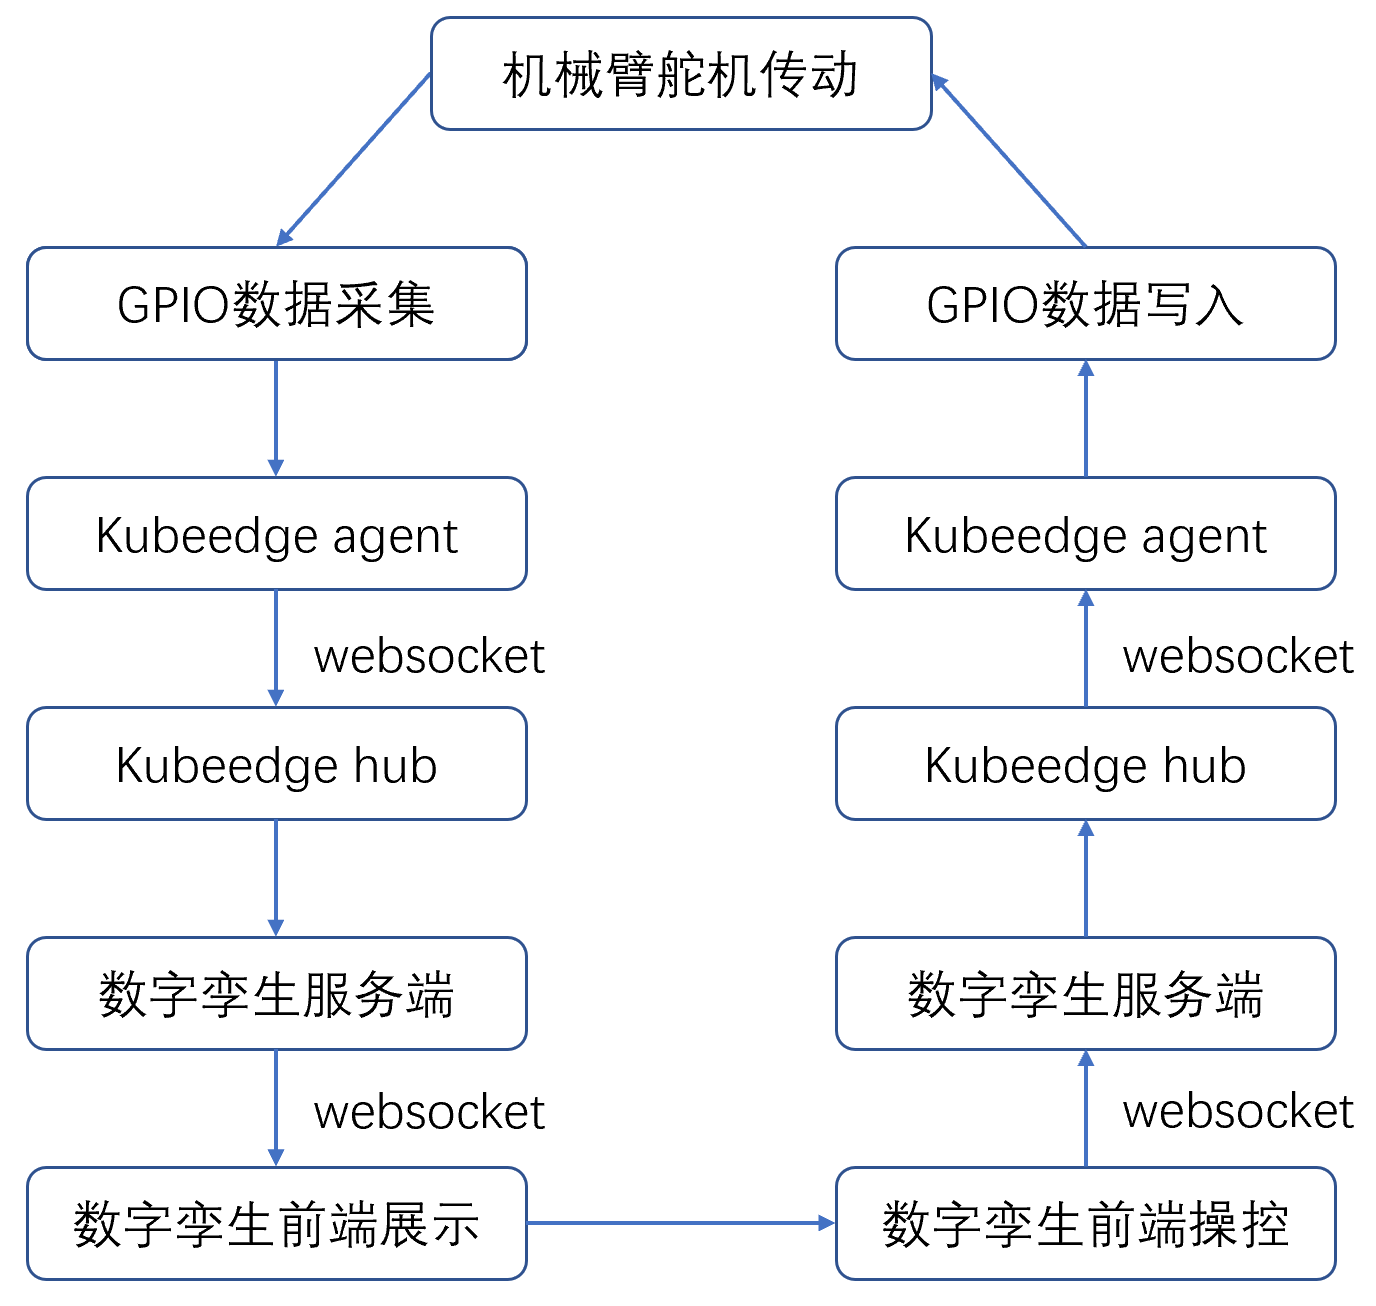 机械臂舵机传动
GPIO数据采集
GPIO数据写入
Kubeedge agent
Kubeedge agent
websocket
websocket
Kubeedge hub
Kubeedge hub
数字孪生服务端
数字孪生服务端
websocket
websocket
数字孪生前端展示
数字孪生前端操控